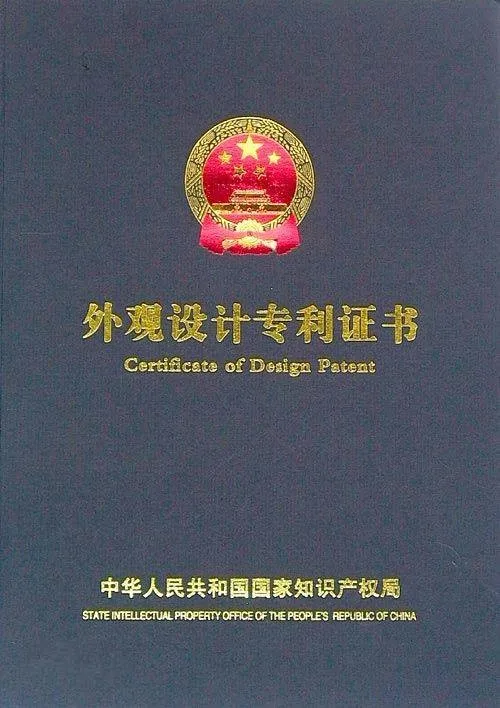 外观设计专利证书
Certificate of Design Patent
中华人民共和国国家知识产权局
STATE INTELLECTUAL PROPERTY OFFICE OF THE PEOPLE'S REPUBLIC OF CHINA